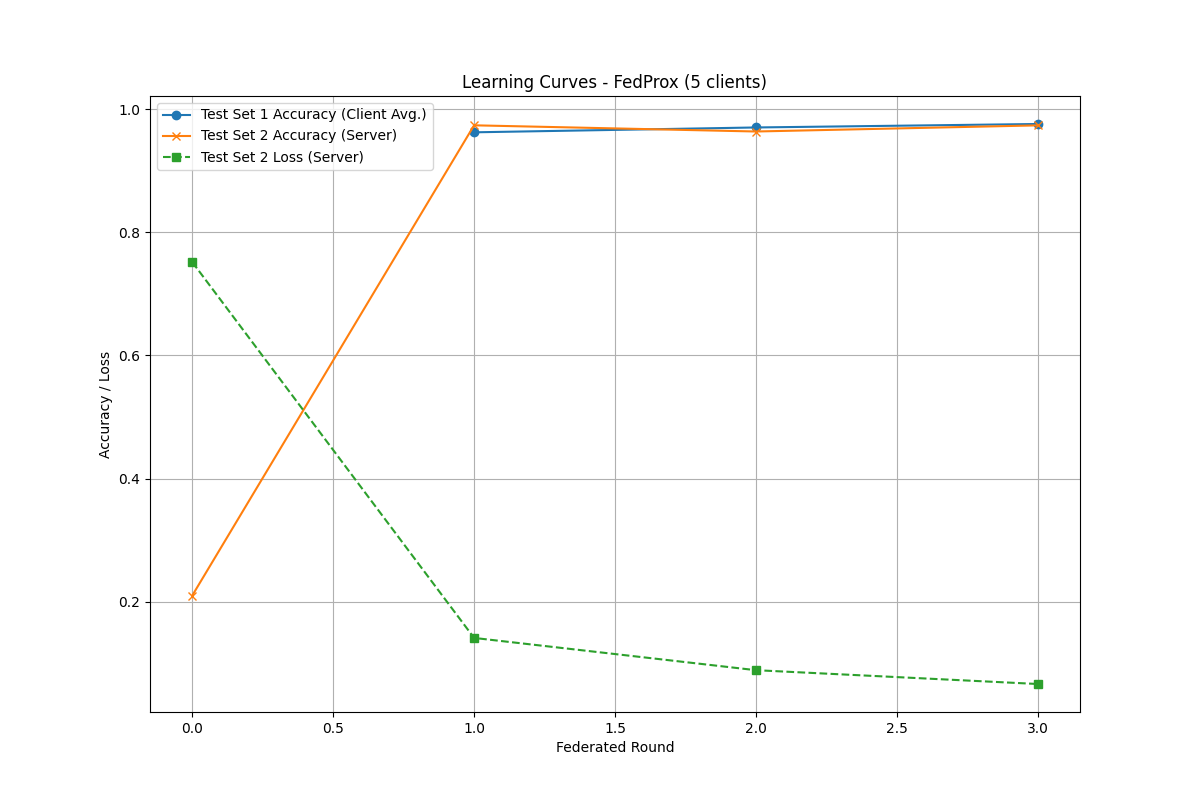 Learning Curves - FedProx (5 clients)
Test Set 1 Accuracy (Client Avg.)
Test Set 2 Accuracy (Server)
Test Set 2 Loss (Server)
Accuracy / Loss
1.0
0.8
0.6
0.4
0.2
0.0 0.5 1.0 1.5 2.0 2.5 3.0
Federated Round